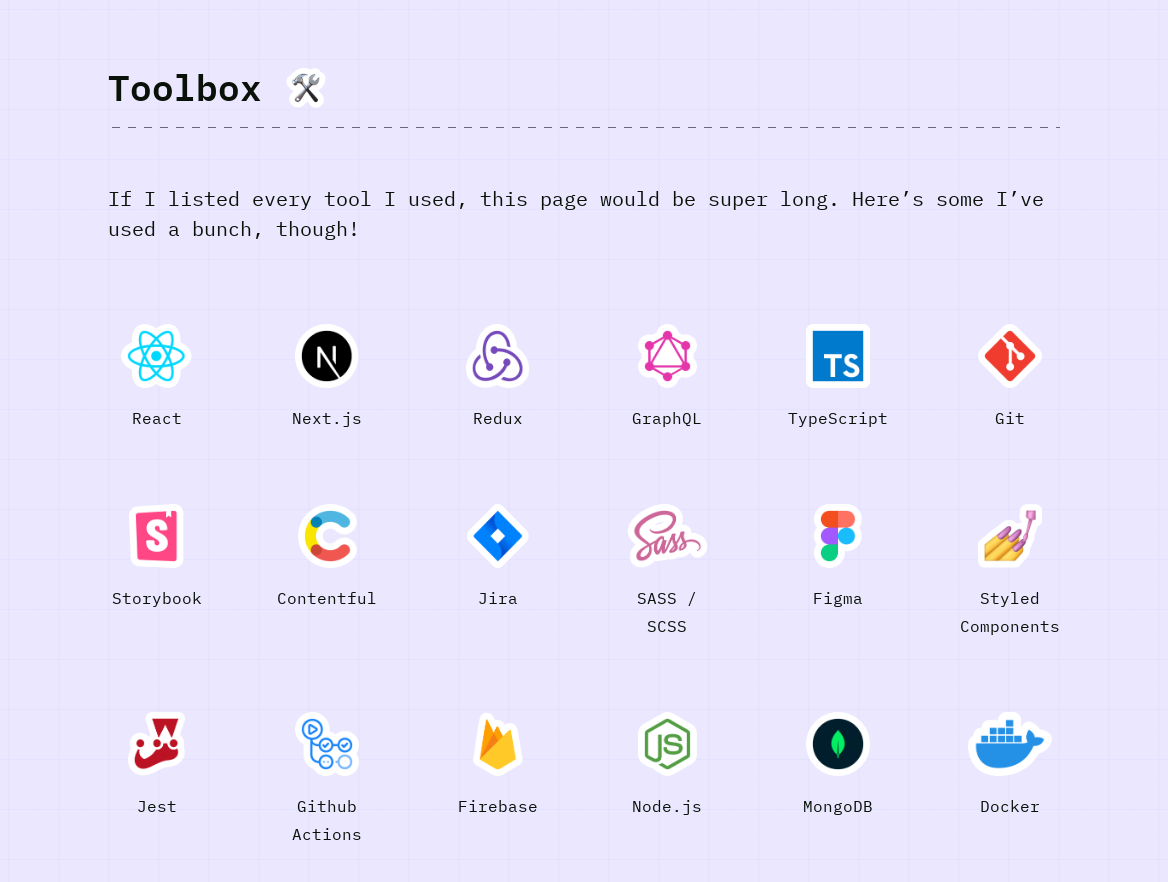 Toolbox
If I listed every tool I used, this page would be super long. Here’s some I’ve
used a bunch, though!
N
TS
React
Next.js
Redux
GraphQL
TypeScript
Git
S
Sass
Storybook
Contentful
Jira
SASS /
SCSS
Figma
Styled
Components
JS
Jest
Github
Actions
Firebase
Node.js
MongoDB
Docker